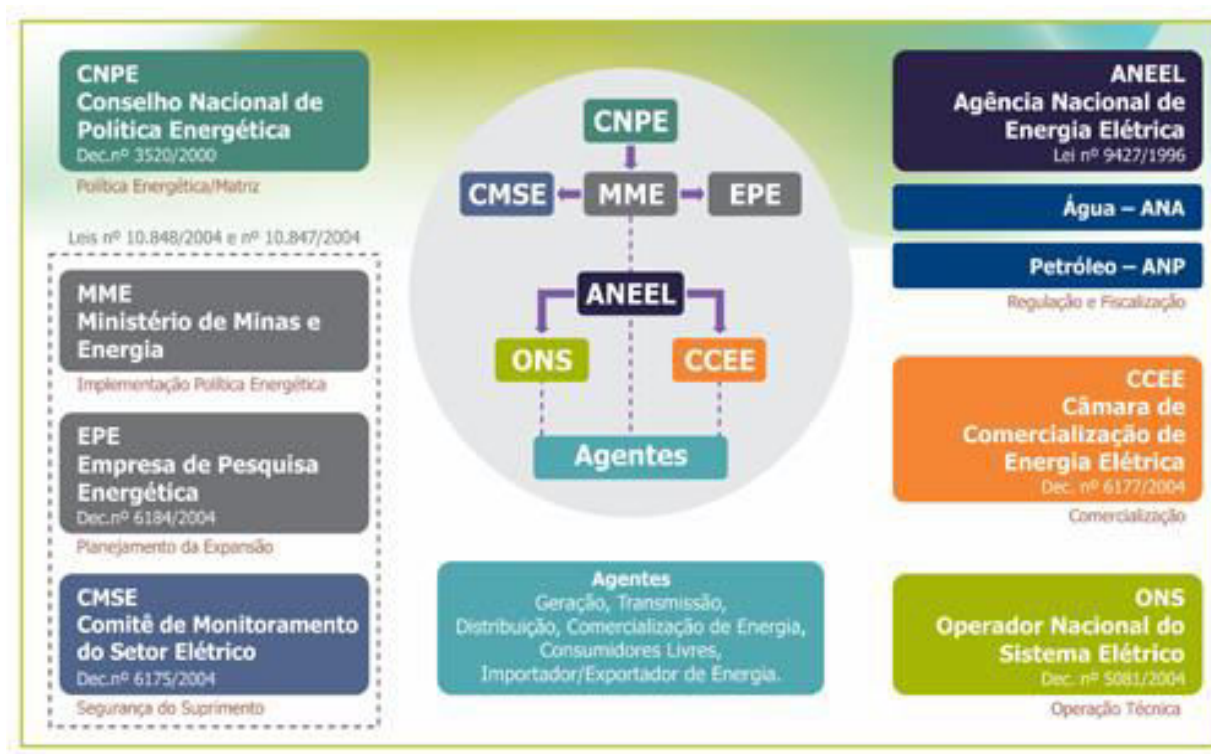 CNPE
Conselho Nacional de
Política Energética
Dec.nº 3520/2000
Política Energética/Matriz
Leis nº 10.848/2004 e nº 10.847/2004
MME
Ministério de Minas e
Energia
Implementação Política Energética
EPE
Empresa de Pesquisa
Energética
Dec.nº 6184/2004
Planejamento da Expansão
CMSE
Comitê de Monitoramento
do Setor Elétrico
Dec.nº 6175/2004
Segurança do Suprimento
CNPE
CMSE
MME
EPE
ANEEL
ONS
CCEE
Agentes
Agentes
Geração, Transmissão,
Distribuição, Comercialização de Energia,
Consumidores Livres,
Importador/Exportador de Energia.
ANEEL
Agência Nacional de
Energia Elétrica
Lei nº 9427/1996
Água – ANA
Petróleo – ANP
Regulação e Fiscalização
CCEE
Câmara de
Comercialização de
Energia Elétrica
Dec. nº 6177/2004
Comercialização
ONS
Operador Nacional do
Sistema Elétrico
Dec. nº 5081/2004
Operação Técnica